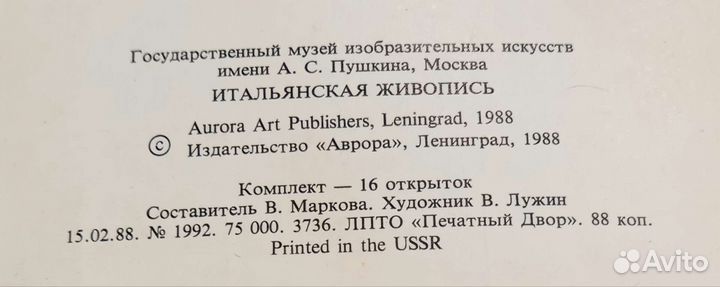 Государственный музей изобразительных искусств
имени А. С. Пушкина, Москва
ИТАЛЬЯНСКАЯ ЖИВОПИСЬ
Aurora Art Publishers, Leningrad, 1988
©
Издательство «Аврора», Ленинград, 1988
Комплект — 16 открыток
Составитель В. Маркова. Художник В. Лужин
15.02.88. № 1992. 75 000. 3736. ЛПТО «Печатный Двор». 88 коп.
Printed in the USSR
Avito